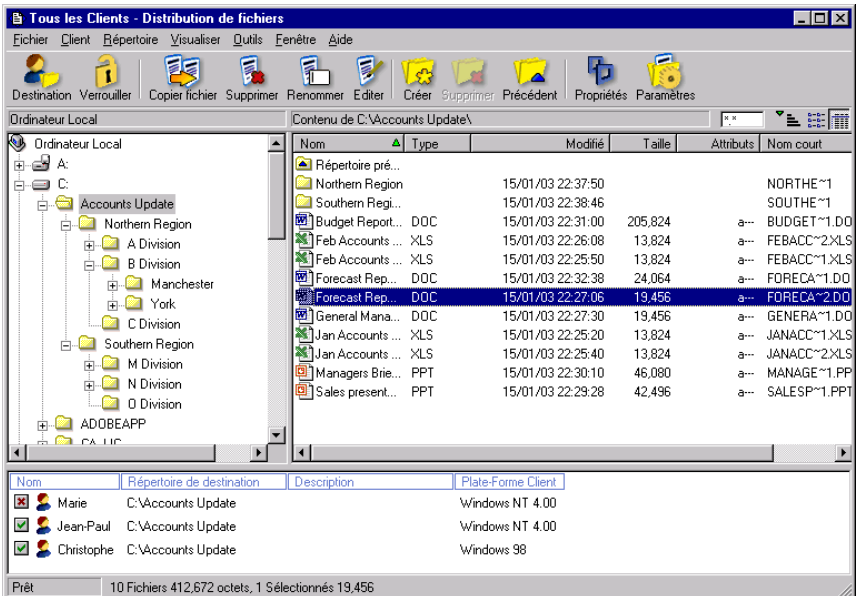 Tous les Clients - Distribution de fichiers
Fichier Client Répertoire Visualiser Outils Fenêtre Aide
Destination Verrouiller Copier fichier Supprimer Renommer Editer Créer Supprimer Précédent Propriétés Paramètres
Ordinateur Local
Contenu de C:\Accounts Update\
*.*
Ordinateur Local
A:
C:
Accounts Update
Northern Region
A Division
B Division
Manchester
York
C Division
Southern Region
M Division
N Division
O Division
ADOBEAPP
CA_LIC
Nom Type Modifié Taille Attributs Nom court
Répertoire pré...
Northern Region 15/01/03 22:37:50 NORTHE~1
Southern Regi... 15/01/03 22:38:46 SOUTHE~1
Budget Report... DOC 15/01/03 22:31:00 205,824 a--- BUDGET~1.DO
Feb Accounts ... XLS 15/01/03 22:26:08 13,824 a--- FEBACC~2.XLS
Feb Accounts ... XLS 15/01/03 22:25:50 13,824 a--- FEBACC~1.XLS
Forecast Rep... DOC 15/01/03 22:32:38 24,064 a--- FORECA~1.DO
Forecast Rep... DOC 15/01/03 22:27:06 19,456 a--- FORECA~2.DO
General Mana... DOC 15/01/03 22:27:30 19,456 a--- GENERA~1.DO
Jan Accounts ... XLS 15/01/03 22:25:20 13,824 a--- JANACC~1.XLS
Jan Accounts ... XLS 15/01/03 22:25:40 13,824 a--- JANACC~2.XLS
Managers Brie... PPT 15/01/03 22:30:10 46,080 a--- MANAGE~1.PP
Sales present... PPT 15/01/03 22:29:28 42,496 a--- SALESP~1.PPT
Nom Répertoire de destination Description Plate-Forme Client
Marie C:\Accounts Update Windows NT 4.00
Jean-Paul C:\Accounts Update Windows NT 4.00
Christophe C:\Accounts Update Windows 98
Prêt 10 Fichiers 412,672 octets, 1 Sélectionnés 19,456